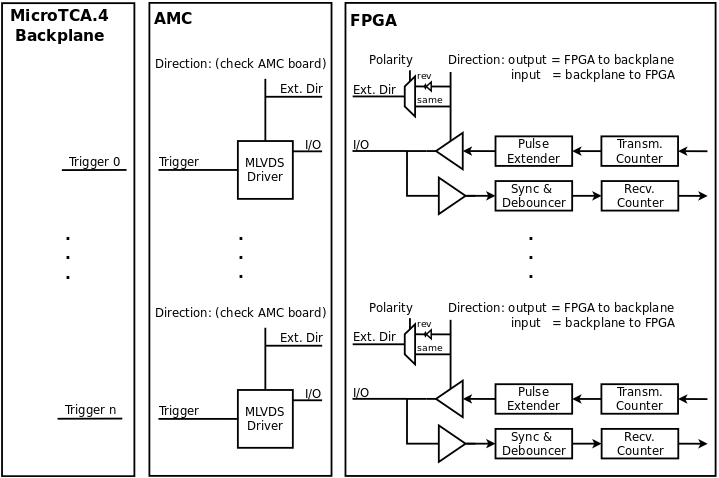 MicroTCA.4
Backplane
Trigger 0
Trigger n
AMC
Direction: (check AMC board)
Ext. Dir
I/O
Trigger
MLVDS
Driver
Direction: (check AMC board)
Ext. Dir
I/O
Trigger
MLVDS
Driver
FPGA
Polarity
Direction: output = FPGA to backplane
input = backplane to FPGA
rev
Ext. Dir
same
I/O
Pulse
Extender
Transm.
Counter
Sync &
Debouncer
Recv.
Counter
Polarity
Direction: output = FPGA to backplane
input = backplane to FPGA
rev
Ext. Dir
same
I/O
Pulse
Extender
Transm.
Counter
Sync &
Debouncer
Recv.
Counter